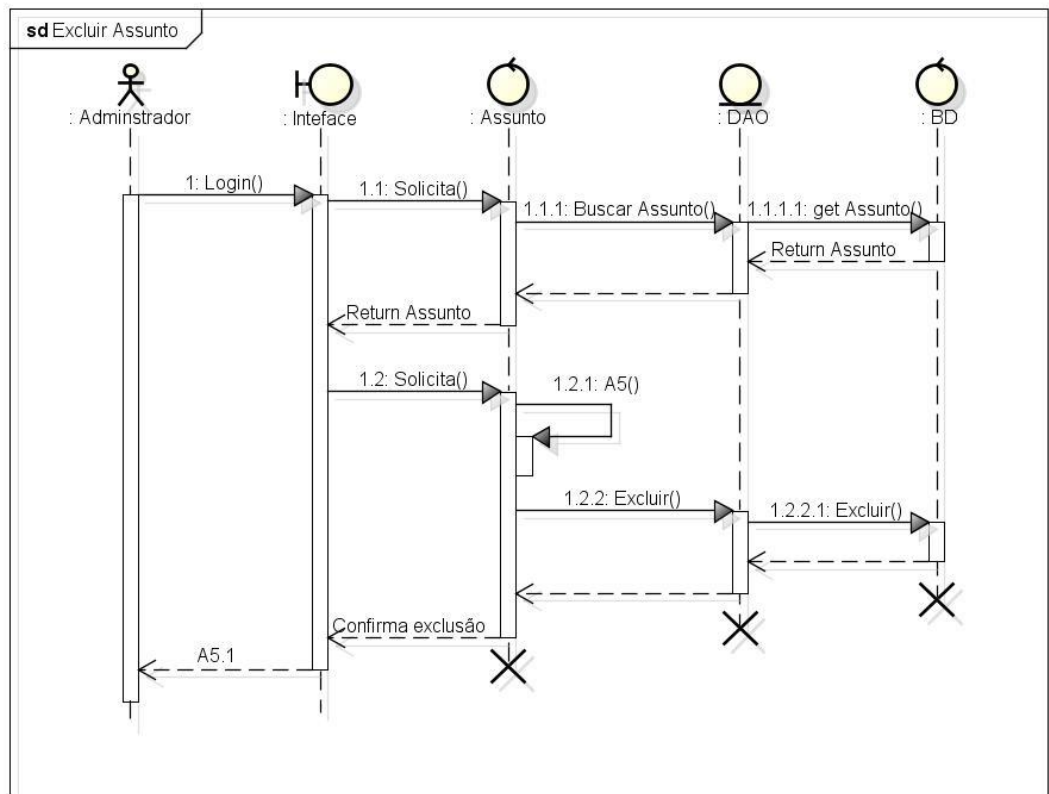 sd Excluir Assunto
: Adminstrador
: Inteface
: Assunto
: DAO
: BD
1: Login()
1.1: Solicita()
1.1.1: Buscar Assunto()
1.1.1.1: get Assunto()
Return Assunto
Return Assunto
1.2: Solicita()
1.2.1: A5()
1.2.2: Excluir()
1.2.2.1: Excluir()
Confirma exclusão
A5.1